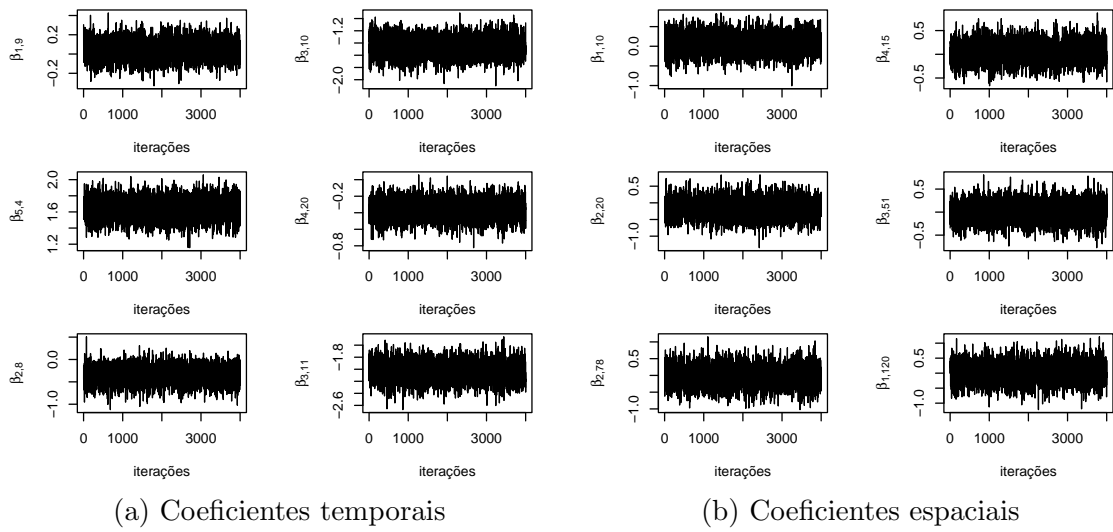 β1,9
0.2
−0.2
0 1000 3000
iterações
β3,10
−1.2
−2.0
0 1000 3000
iterações
β1,10
0.0
−1.0
0 1000 3000
iterações
β4,15
0.5
−0.5
0 1000 3000
iterações
β5,4
2.0
1.6
1.2
0 1000 3000
iterações
β4,20
−0.2
−0.8
0 1000 3000
iterações
β2,20
0.5
−1.0
0 1000 3000
iterações
β3,51
0.5
−0.5
0 1000 3000
iterações
β2,8
0.0
−1.0
0 1000 3000
iterações
β3,11
−1.8
−2.6
0 1000 3000
iterações
β2,78
0.5
−1.0
0 1000 3000
iterações
β1,120
0.5
−1.0
0 1000 3000
iterações
(a) Coeficientes temporais
(b) Coeficientes espaciais